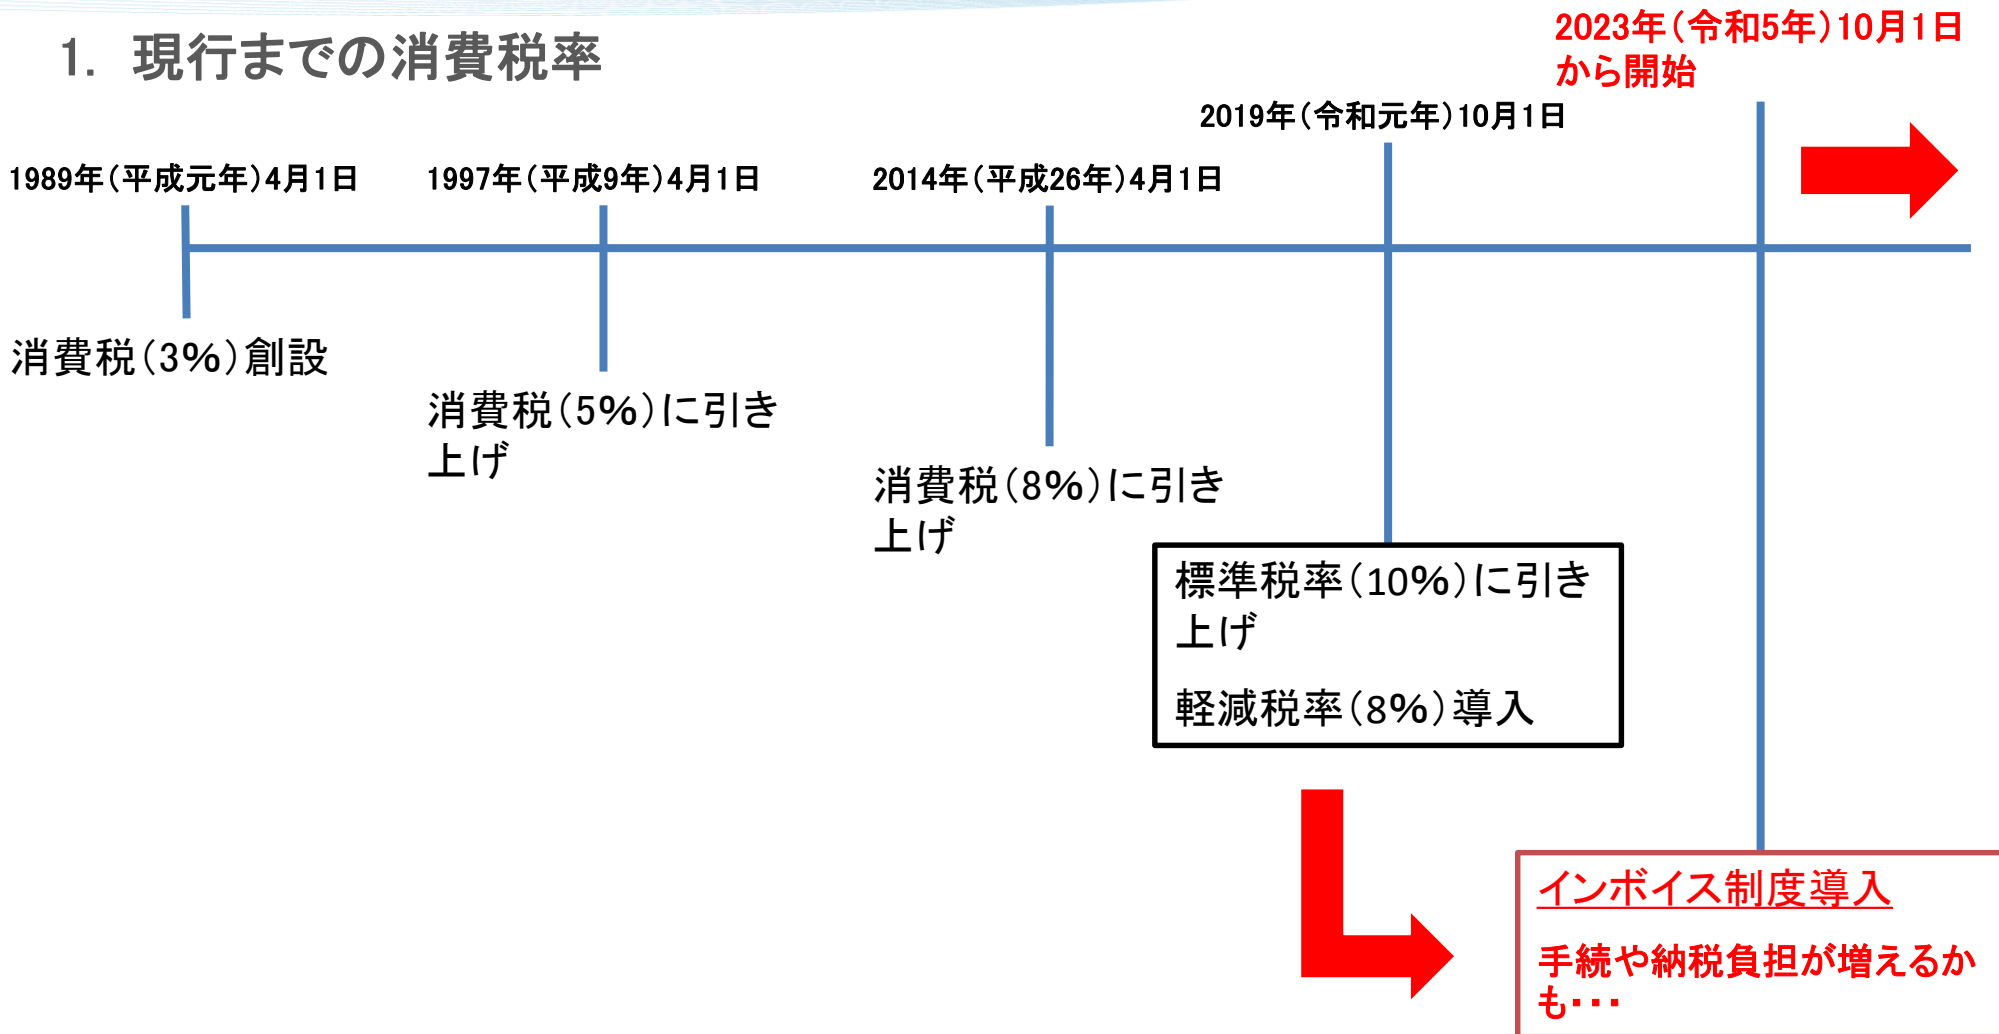 1. 現行までの消費税率
2023年(令和5年)10月1日
から開始
2019年(令和元年)10月1日
1989年(平成元年)4月1日
1997年(平成9年)4月1日
2014年(平成26年)4月1日
消費税(3%)創設
消費税(5%)に引き
上げ
消費税(8%)に引き
上げ
標準税率(10%)に引き
上げ
軽減税率(8%)導入
インボイス制度導入
手続や納税負担が増えるか
も・・・